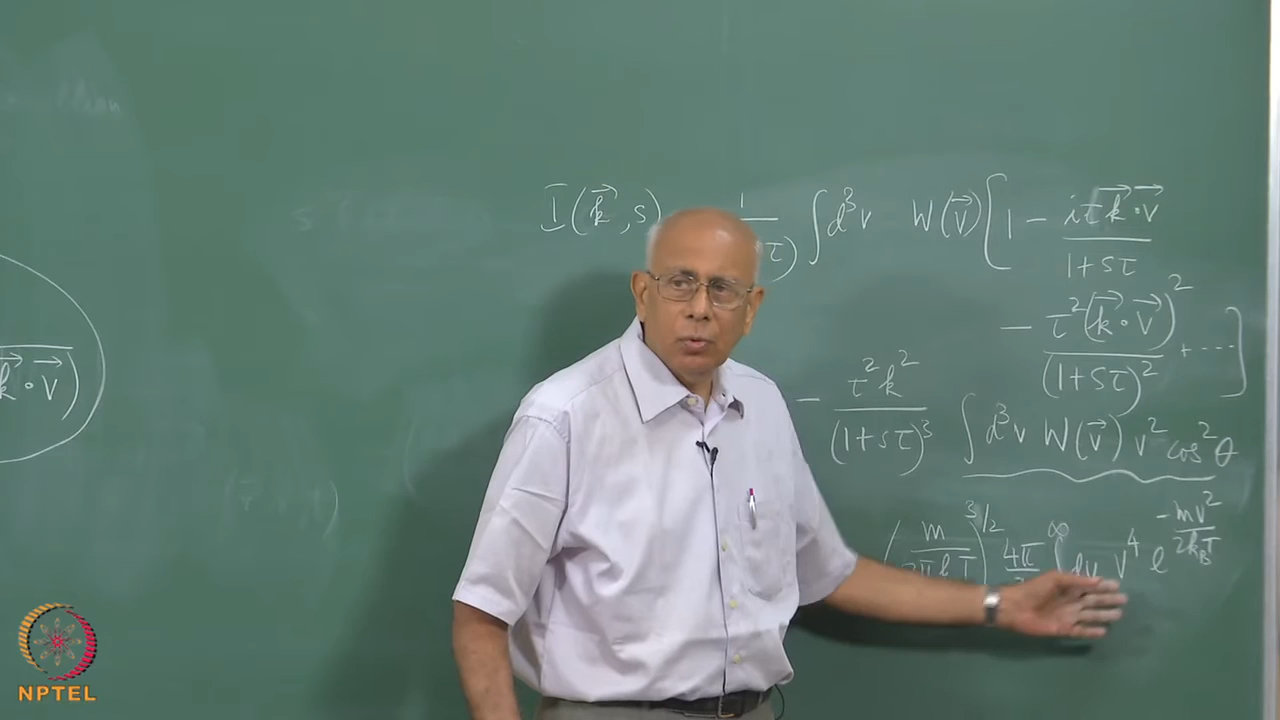 I(k⃗, s) 1/ τ) ∫d³v W(v⃗)[1 − iτk⃗·v⃗/(1+sτ)
− τ²(k⃗·v⃗)²/(1+sτ)² + ····]
k⃗·v⃗)
− τ²k²/(1+sτ)³ ∫d³v W(v⃗) v² cos²θ
(m/ )^3/2 4π/ ∫^∞ dv v⁴ e^(−mv²/2k_BT)
NPTEL